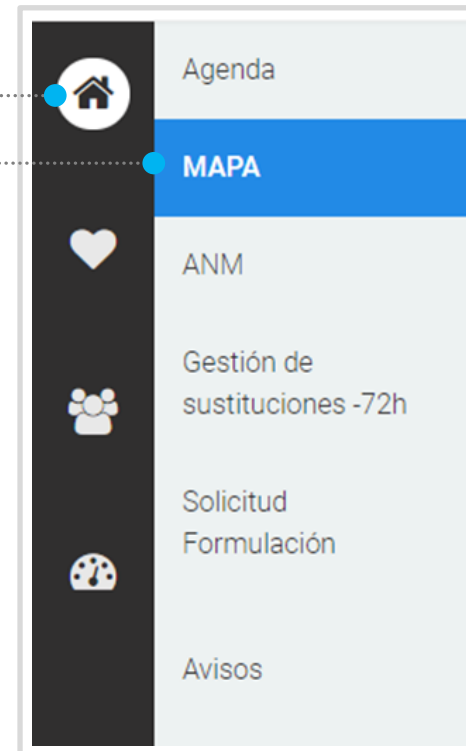 Agenda
MAPA
ANM
Gestión de
sustituciones -72h
Solicitud
Formulación
Avisos